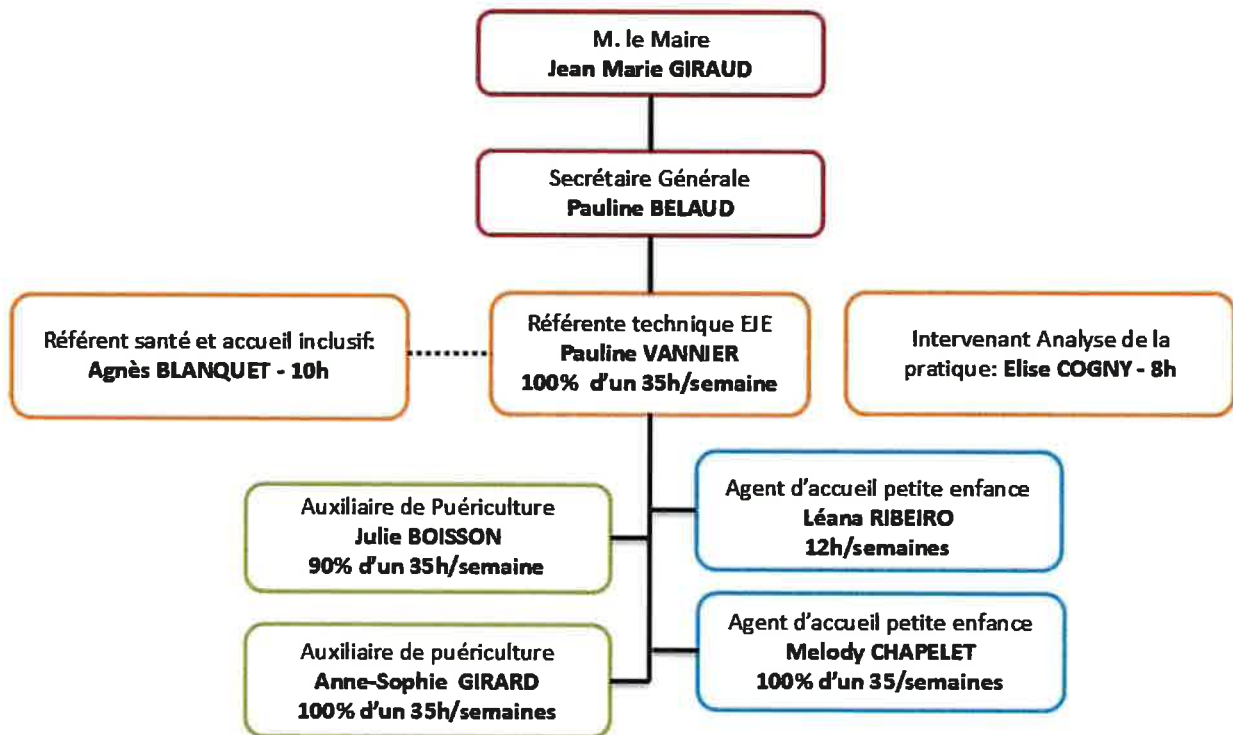 M. le Maire
Jean Marie GIRAUD
Secrétaire Générale
Pauline BELAUD
Référent santé et accueil inclusif:
Agnès BLANQUET - 10h
Référente technique EJE
Pauline VANNIER
100% d'un 35h/semaine
Intervenant Analyse de la
pratique: Elise COGNY - 8h
Auxiliaire de Puériculture
Julie BOISSON
90% d'un 35h/semaine
Agent d'accueil petite enfance
Léana RIBEIRO
12h/semaines
Auxiliaire de puériculture
Anne-Sophie GIRARD
100% d'un 35h/semaines
Agent d'accueil petite enfance
Melody CHAPELET
100% d'un 35/semaines